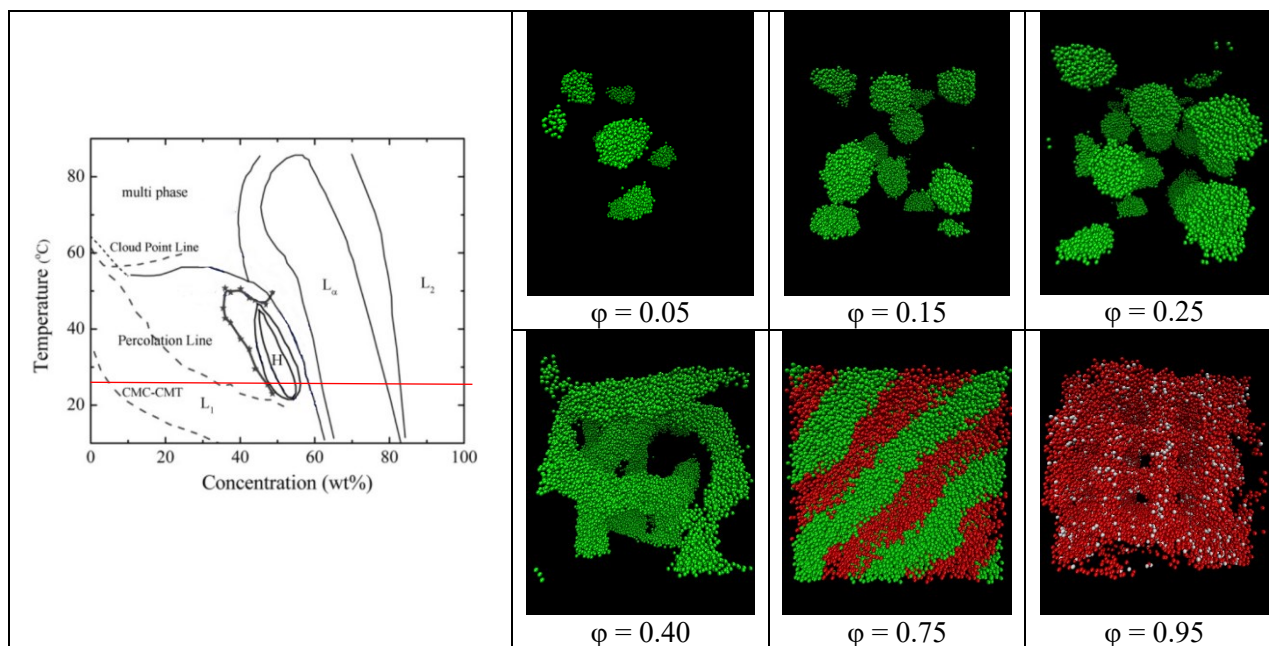 80
60
40
20
0
20
40
60
80
100
Temperature (°C)
Concentration (wt%)
multi phase
Cloud Point Line
Percolation Line
CMC-CMT
L₁
H
Lα
L₂
φ = 0.05
φ = 0.15
φ = 0.25
φ = 0.40
φ = 0.75
φ = 0.95